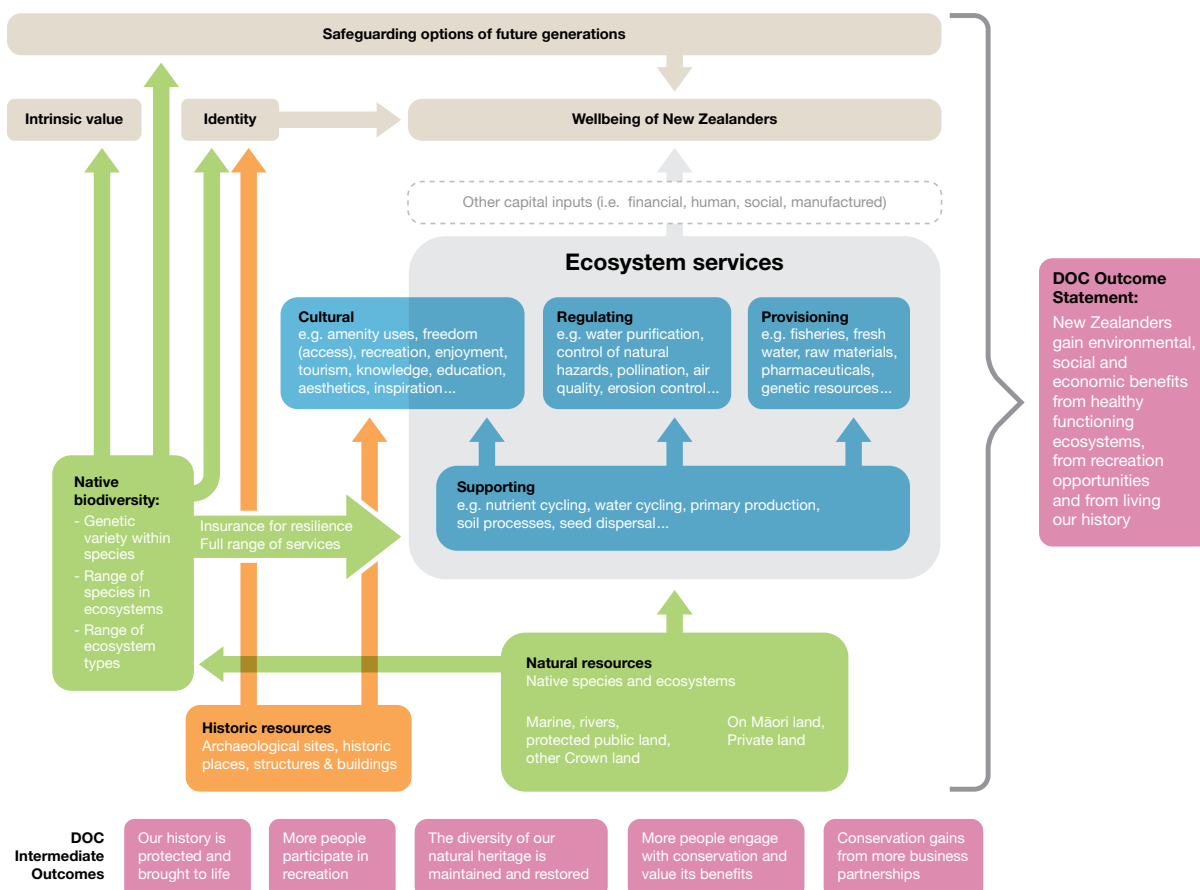 Safeguarding options of future generations
Intrinsic value
Identity
Wellbeing of New Zealanders
Other capital inputs (i.e. financial, human, social, manufactured)
Ecosystem services
Cultural
e.g. amenity uses, freedom
(access), recreation, enjoyment,
tourism, knowledge, education,
aesthetics, inspiration...
Regulating
e.g. water purification,
control of natural
hazards, pollination, air
quality, erosion control...
Provisioning
e.g. fisheries, fresh
water, raw materials,
pharmaceuticals,
genetic resources...
Supporting
e.g. nutrient cycling, water cycling, primary production,
soil processes, seed dispersal...
Native
biodiversity:
- Genetic
variety within
species
- Range of
species in
ecosystems
- Range of
ecosystem
types
Insurance for resilience
Full range of services
Natural resources
Native species and ecosystems
Marine, rivers,
protected public land,
other Crown land
On Māori land,
Private land
Historic resources
Archaeological sites, historic
places, structures & buildings
DOC Outcome
Statement:
New Zealanders
gain environmental,
social and
economic benefits
from healthy
functioning
ecosystems,
from recreation
opportunities
and from living
our history
DOC
Intermediate
Outcomes
Our history is
protected and
brought to life
More people
participate in
recreation
The diversity of our
natural heritage is
maintained and restored
More people engage
with conservation and
value its benefits
Conservation gains
from more business
partnerships